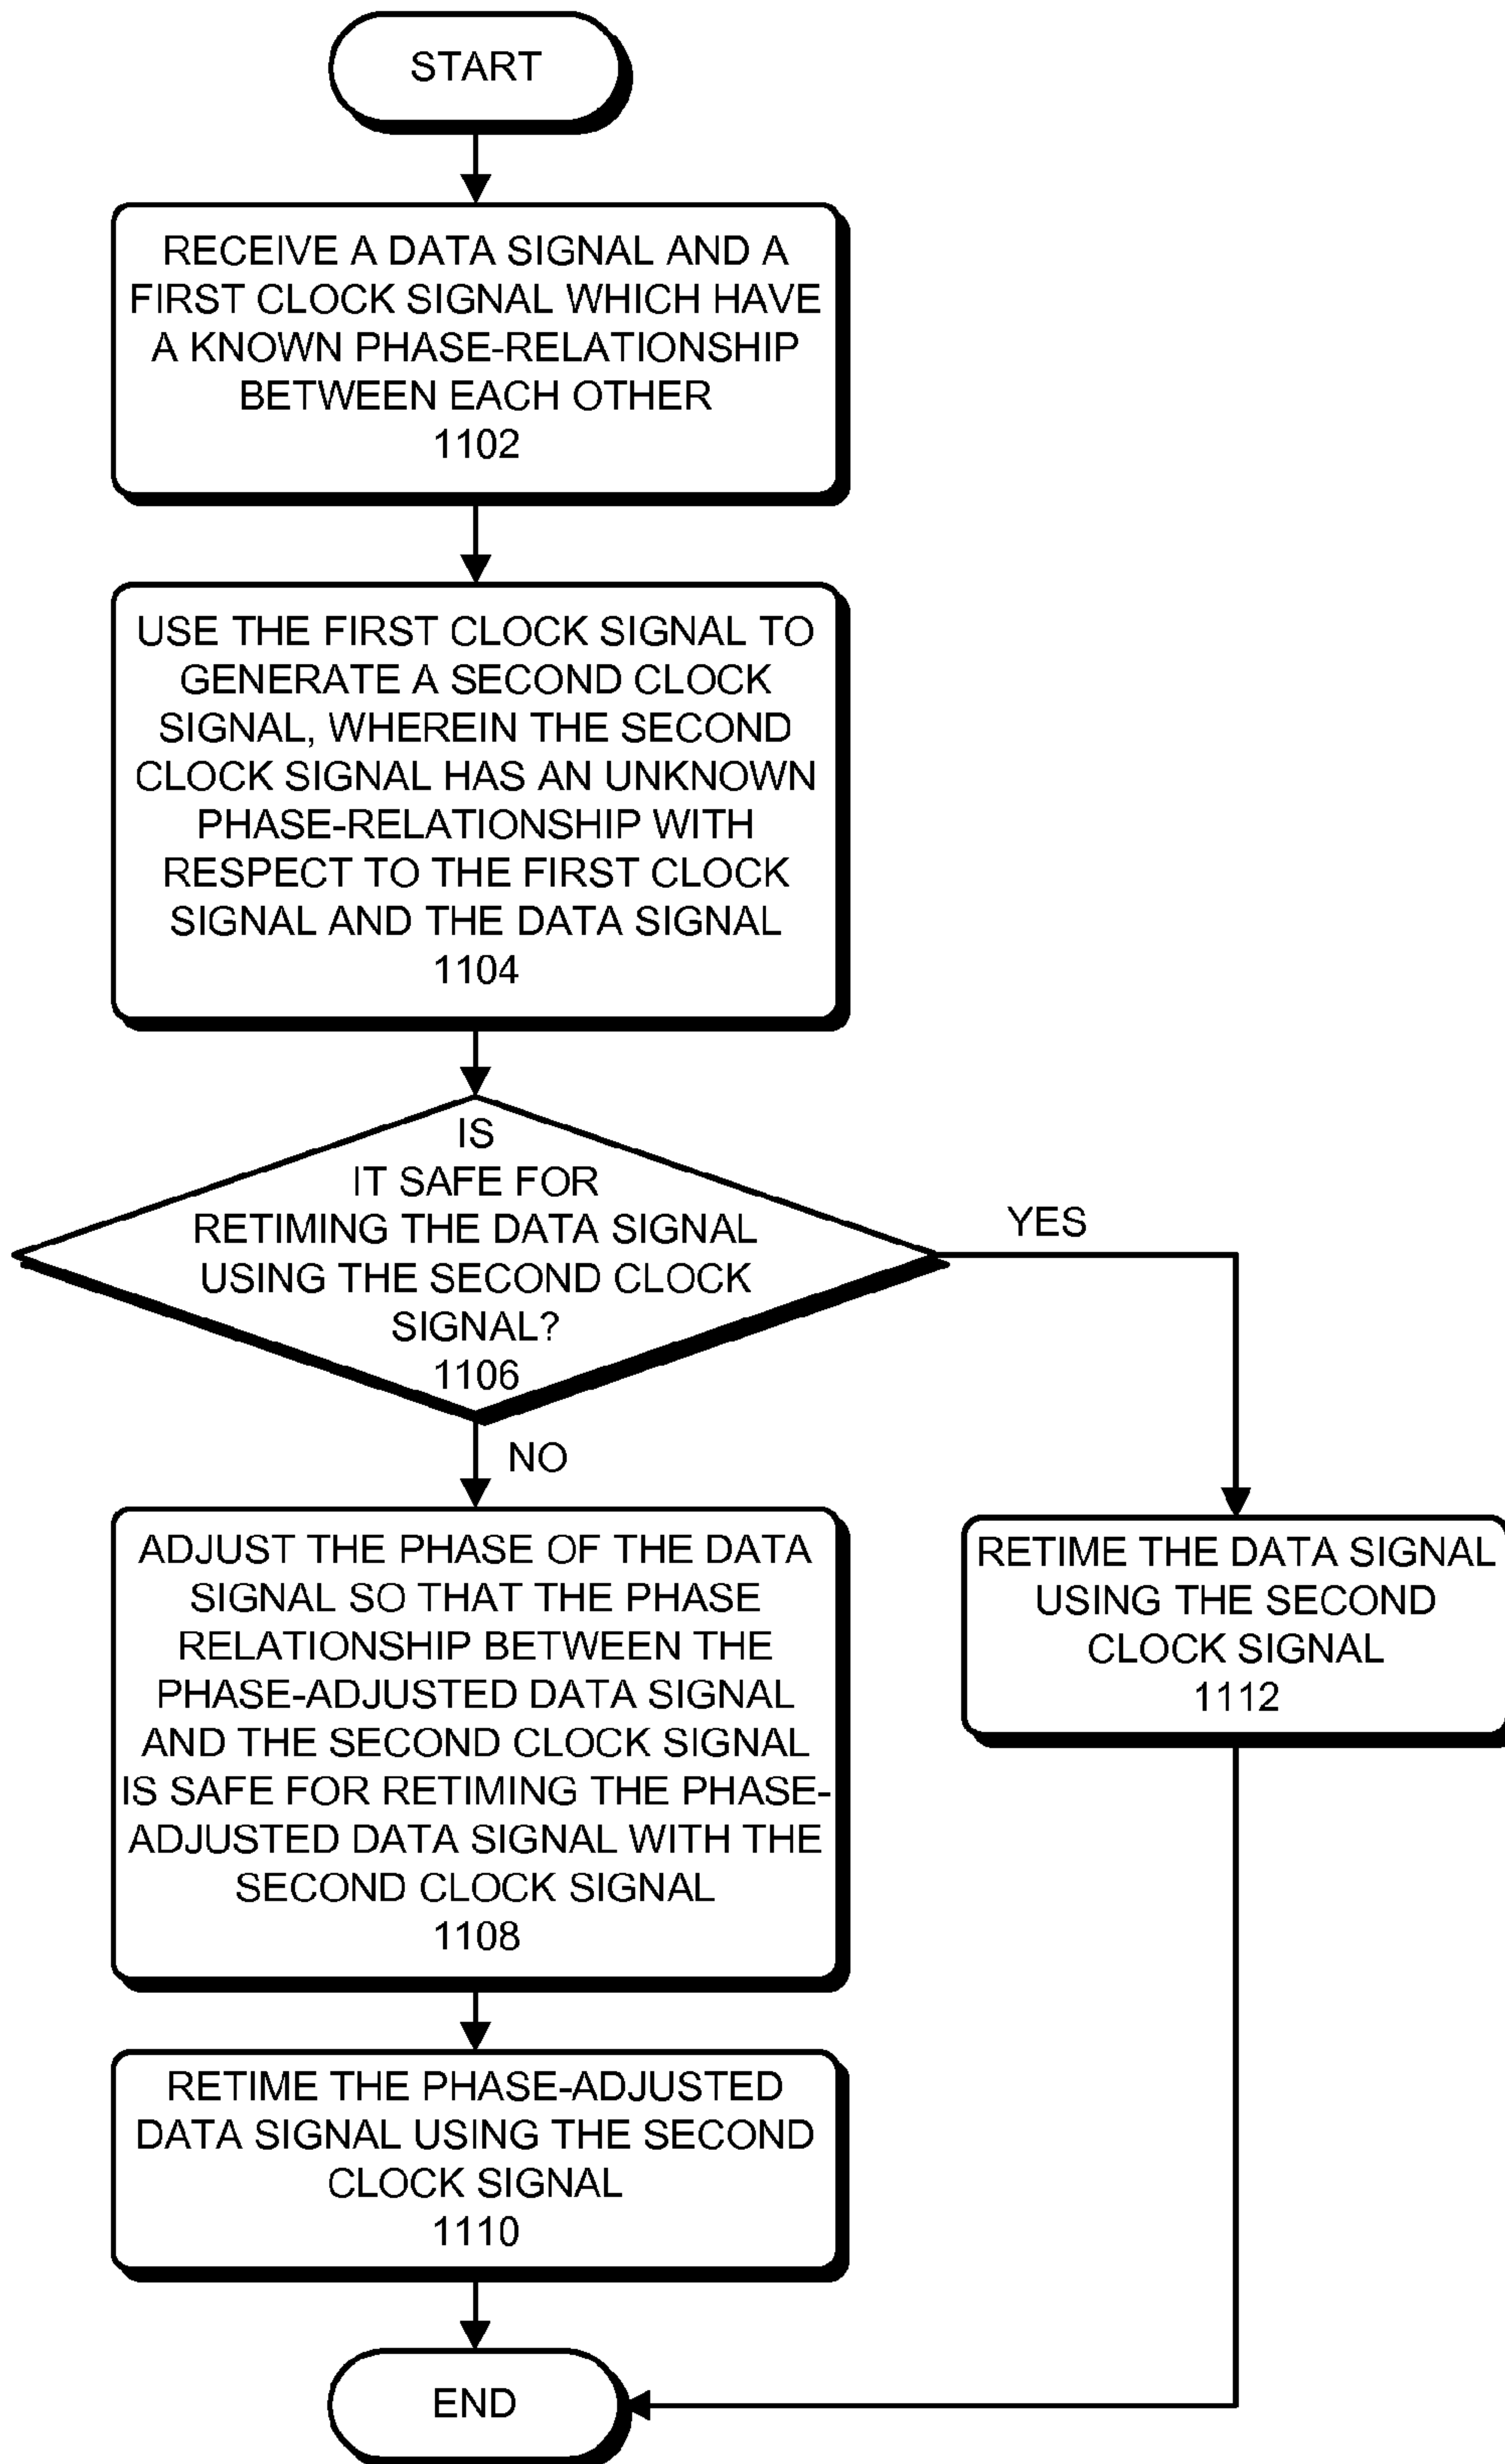 START
RECEIVE A DATA SIGNAL AND A
FIRST CLOCK SIGNAL WHICH HAVE
A KNOWN PHASE-RELATIONSHIP
BETWEEN EACH OTHER
1102
USE THE FIRST CLOCK SIGNAL TO
GENERATE A SECOND CLOCK
SIGNAL, WHEREIN THE SECOND
CLOCK SIGNAL HAS AN UNKNOWN
PHASE-RELATIONSHIP WITH
RESPECT TO THE FIRST CLOCK
SIGNAL AND THE DATA SIGNAL
1104
IS
IT SAFE FOR
RETIMING THE DATA SIGNAL
USING THE SECOND CLOCK
SIGNAL?
1106
YES
NO
ADJUST THE PHASE OF THE DATA
SIGNAL SO THAT THE PHASE
RELATIONSHIP BETWEEN THE
PHASE-ADJUSTED DATA SIGNAL
AND THE SECOND CLOCK SIGNAL
IS SAFE FOR RETIMING THE PHASE-
ADJUSTED DATA SIGNAL WITH THE
SECOND CLOCK SIGNAL
1108
RETIME THE DATA SIGNAL
USING THE SECOND
CLOCK SIGNAL
1112
RETIME THE PHASE-ADJUSTED
DATA SIGNAL USING THE SECOND
CLOCK SIGNAL
1110
END